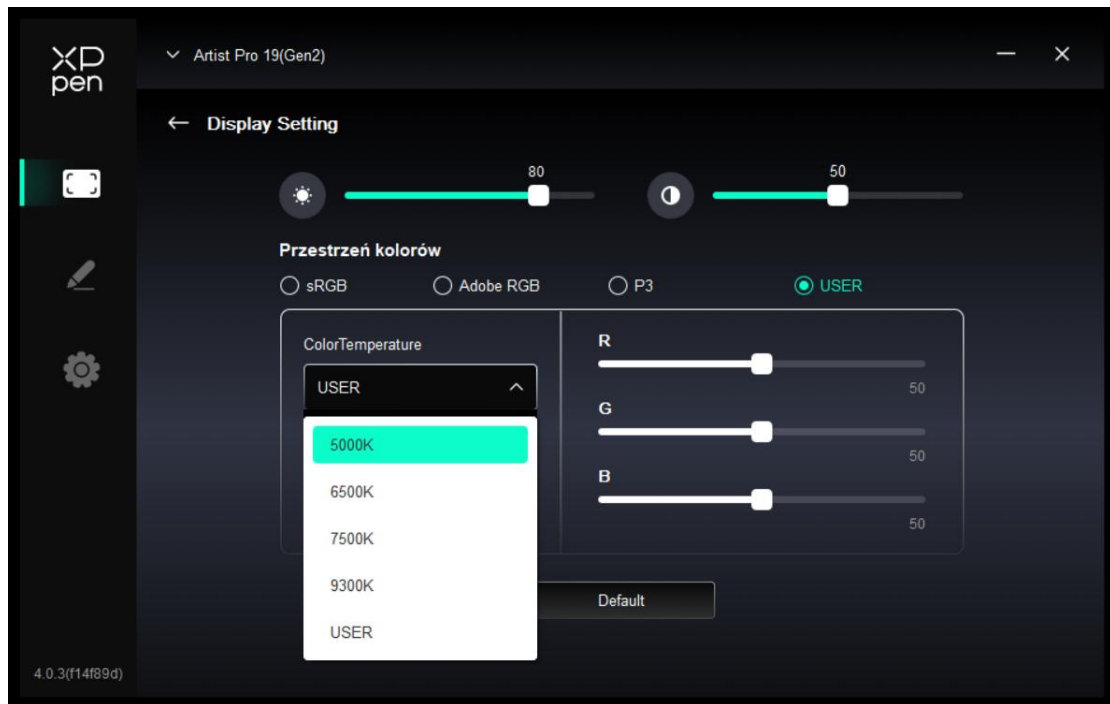 XP
pen
Artist Pro 19(Gen2)
Display Setting
80
50
Przestrzeń kolorów
sRGB Adobe RGB P3 USER
ColorTemperature
USER
5000K
6500K
7500K
9300K
USER
R
50
G
50
B
50
Default
4.0.3(f14f89d)